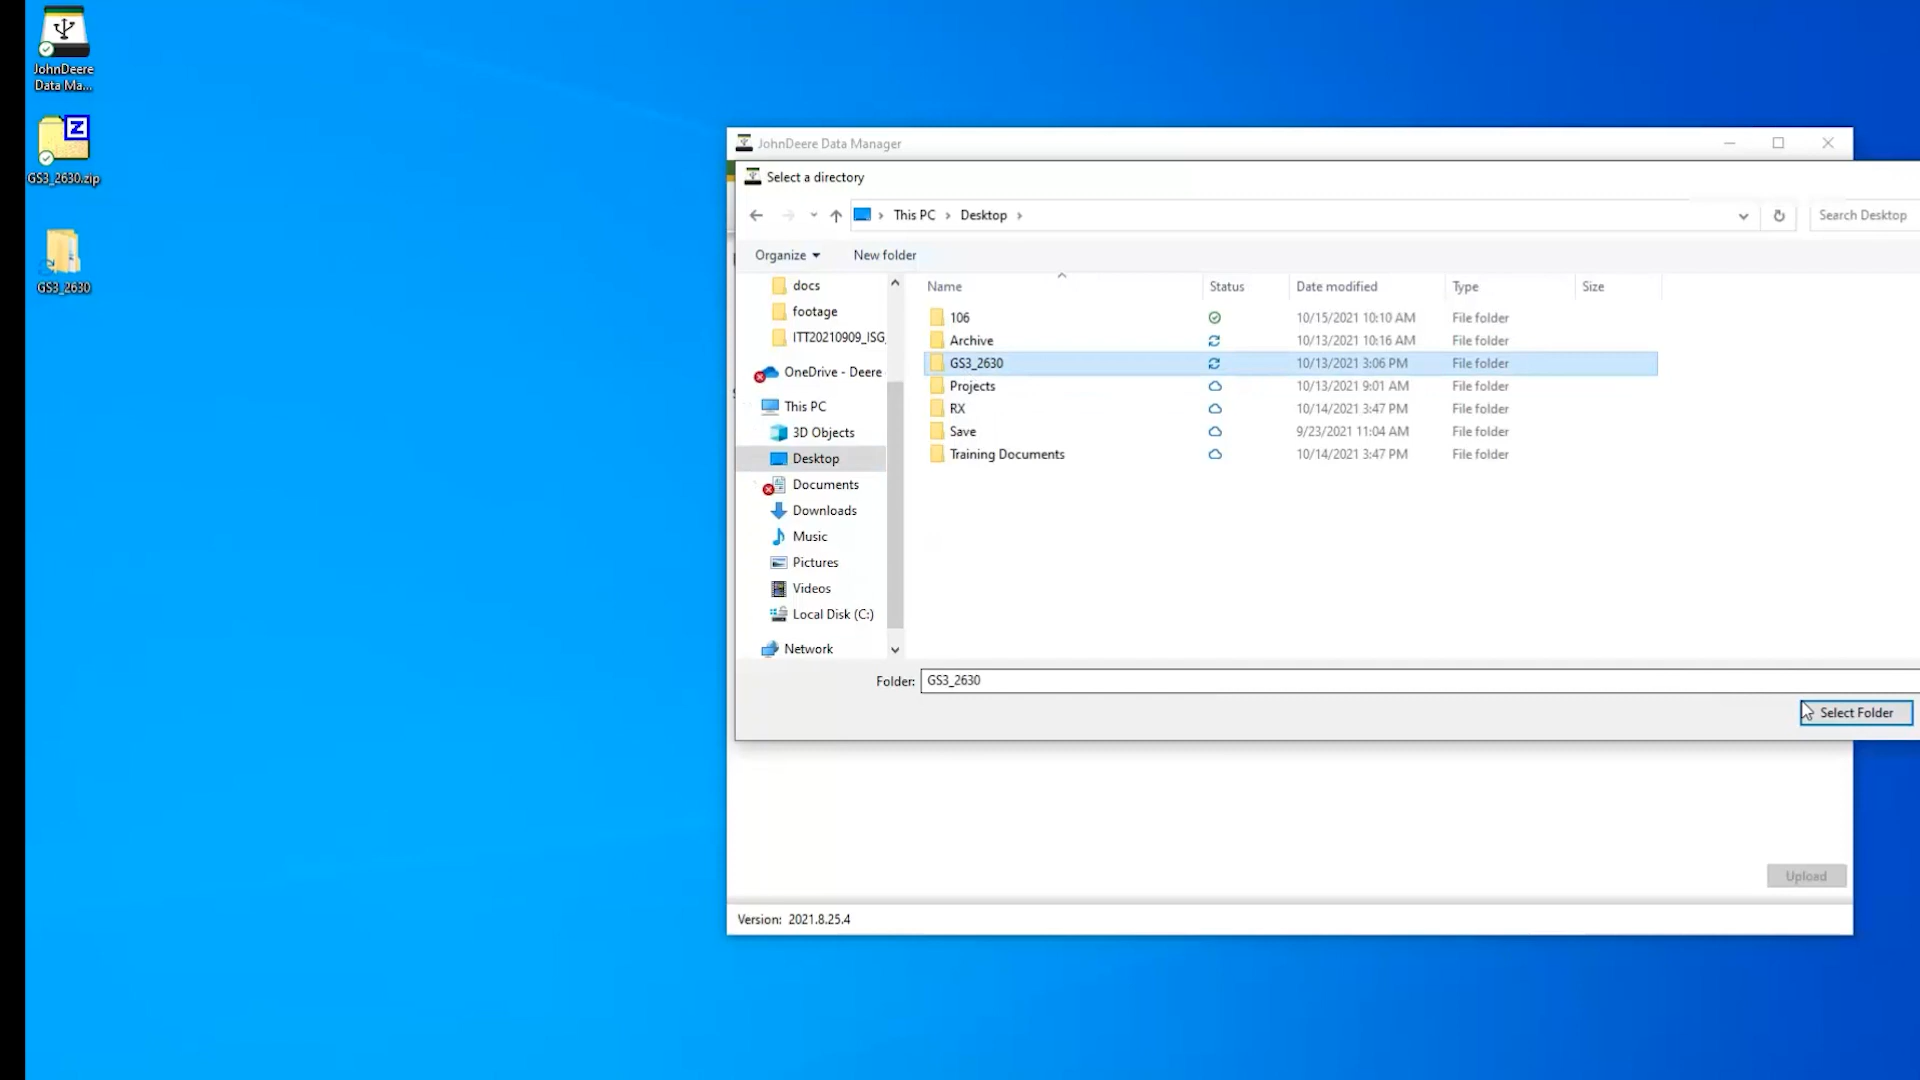 JohnDeere
Data Ma...
GS3_2630.zip
GS3_2630
JohnDeere Data Manager
Select a directory
This PC > Desktop >
Search Desktop
Organize
New folder
docs
footage
ITT20210909_ISG_
OneDrive - Deere
This PC
3D Objects
Desktop
Documents
Downloads
Music
Pictures
Videos
Local Disk (C:)
Network
Name Status Date modified Type Size
106 10/15/2021 10:10 AM File folder
Archive 10/13/2021 10:16 AM File folder
GS3_2630 10/13/2021 3:06 PM File folder
Projects 10/13/2021 9:01 AM File folder
RX 10/14/2021 3:47 PM File folder
Save 9/23/2021 11:04 AM File folder
Training Documents 10/14/2021 3:47 PM File folder
Folder: GS3_2630
Select Folder
Upload
Version: 2021.8.25.4